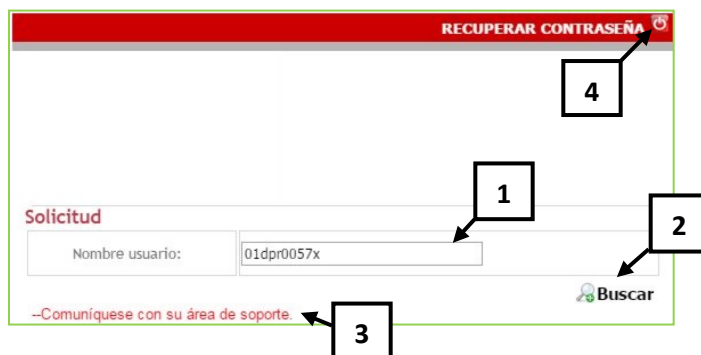 RECUPERAR CONTRASEÑA
4
1
Solicitud
2
Nombre usuario: 01dpr0057x
Buscar
--Comuníquese con su área de soporte.
3